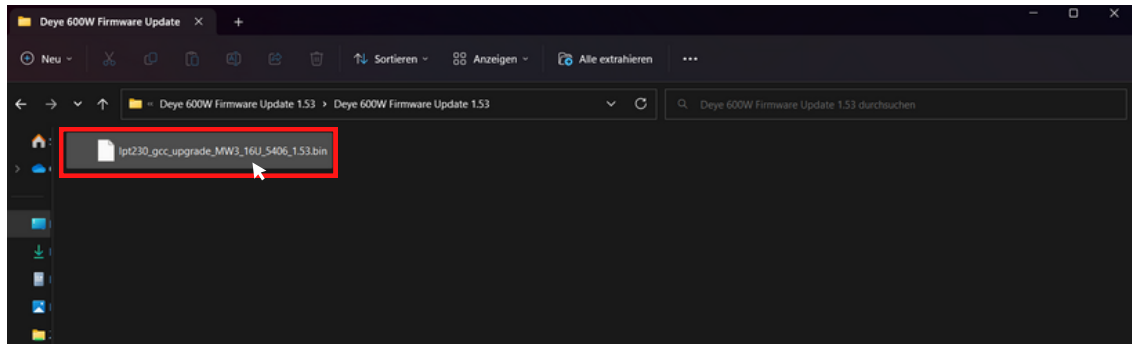 Deye 600W Firmware Update
Neu
Sortieren
Anzeigen
Alle extrahieren
« Deye 600W Firmware Update 1.53 > Deye 600W Firmware Update 1.53
Deye 600W Firmware Update 1.53 durchsuchen
lpt230_gcc_upgrade_MW3_16U_5406_1.53.bin